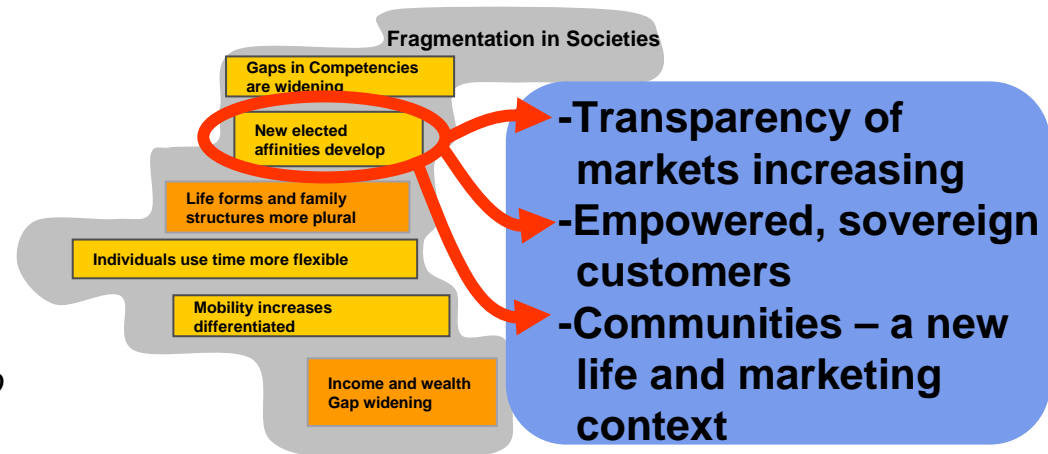 Fragmentation in Societies
Gaps in Competencies
are widening
New elected
affinities develop
Life forms and family
structures more plural
Individuals use time more flexible
Mobility increases
differentiated
Income and wealth
Gap widening
-Transparency of
markets increasing
-Empowered, sovereign
customers
-Communities – a new
life and marketing
context